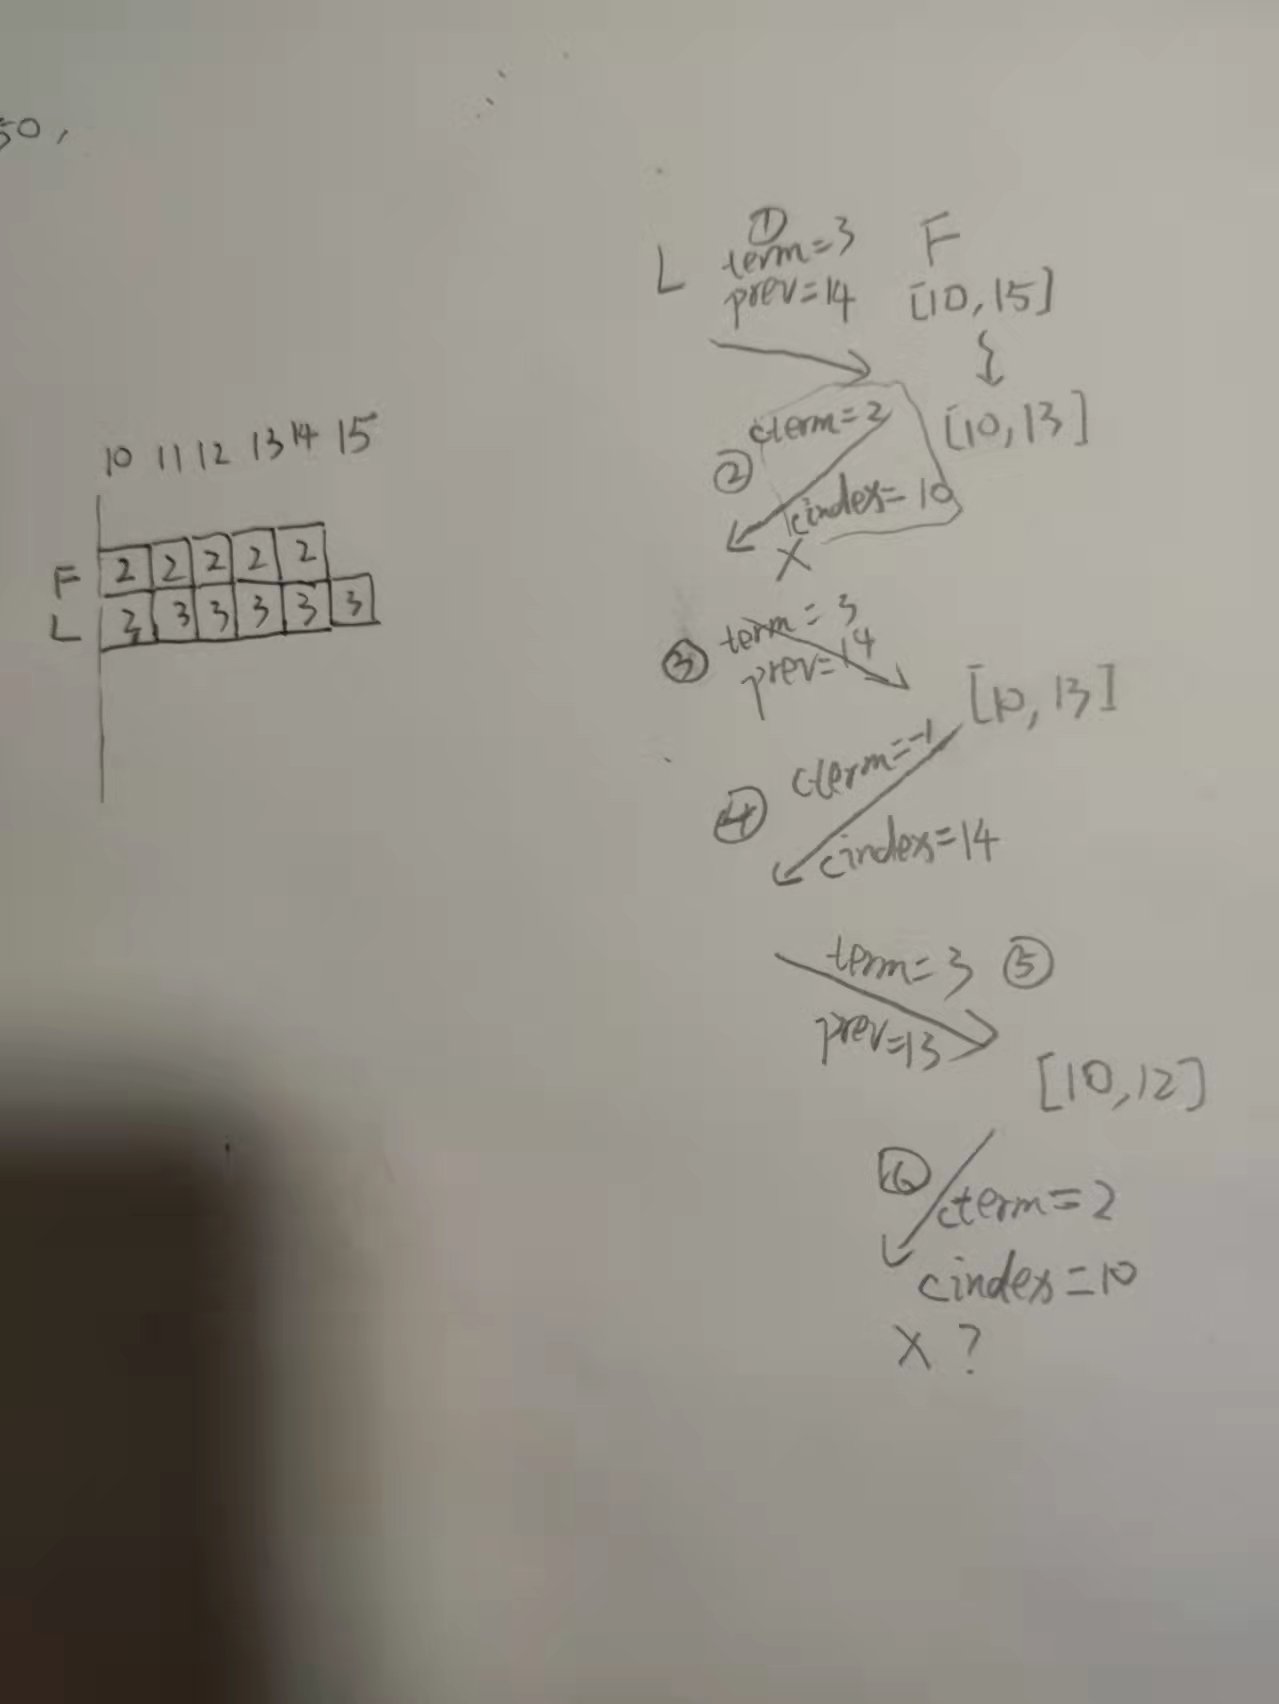 50,
10 11 12 13 14 15
F 2 2 2 2 2
L 3 3 3 3 3 3
①
L term=3 F
prev=14 [10,15]
cterm=2 [10,13]
②
cindex=10
X
③ term=3
prev=14 [10,13]
cterm=-1
④
cindex=14
term=3 ⑤
prev=13
[10,12]
⑥
cterm=2
cindex=10
X ?